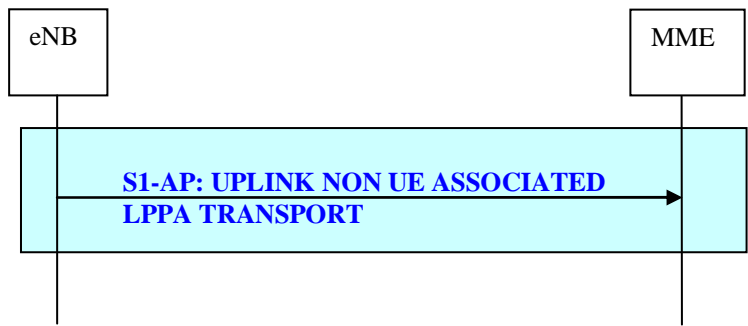 eNB
MME
S1-AP: UPLINK NON UE ASSOCIATED
LPPA TRANSPORT